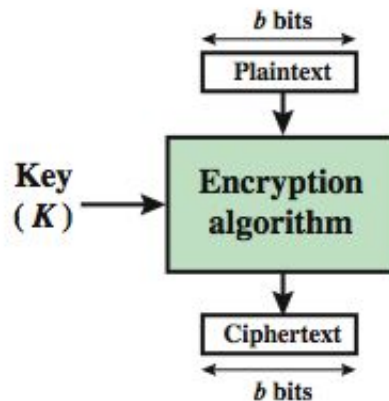 b bits
Plaintext
Key
(K)
Encryption
algorithm
Ciphertext
b bits